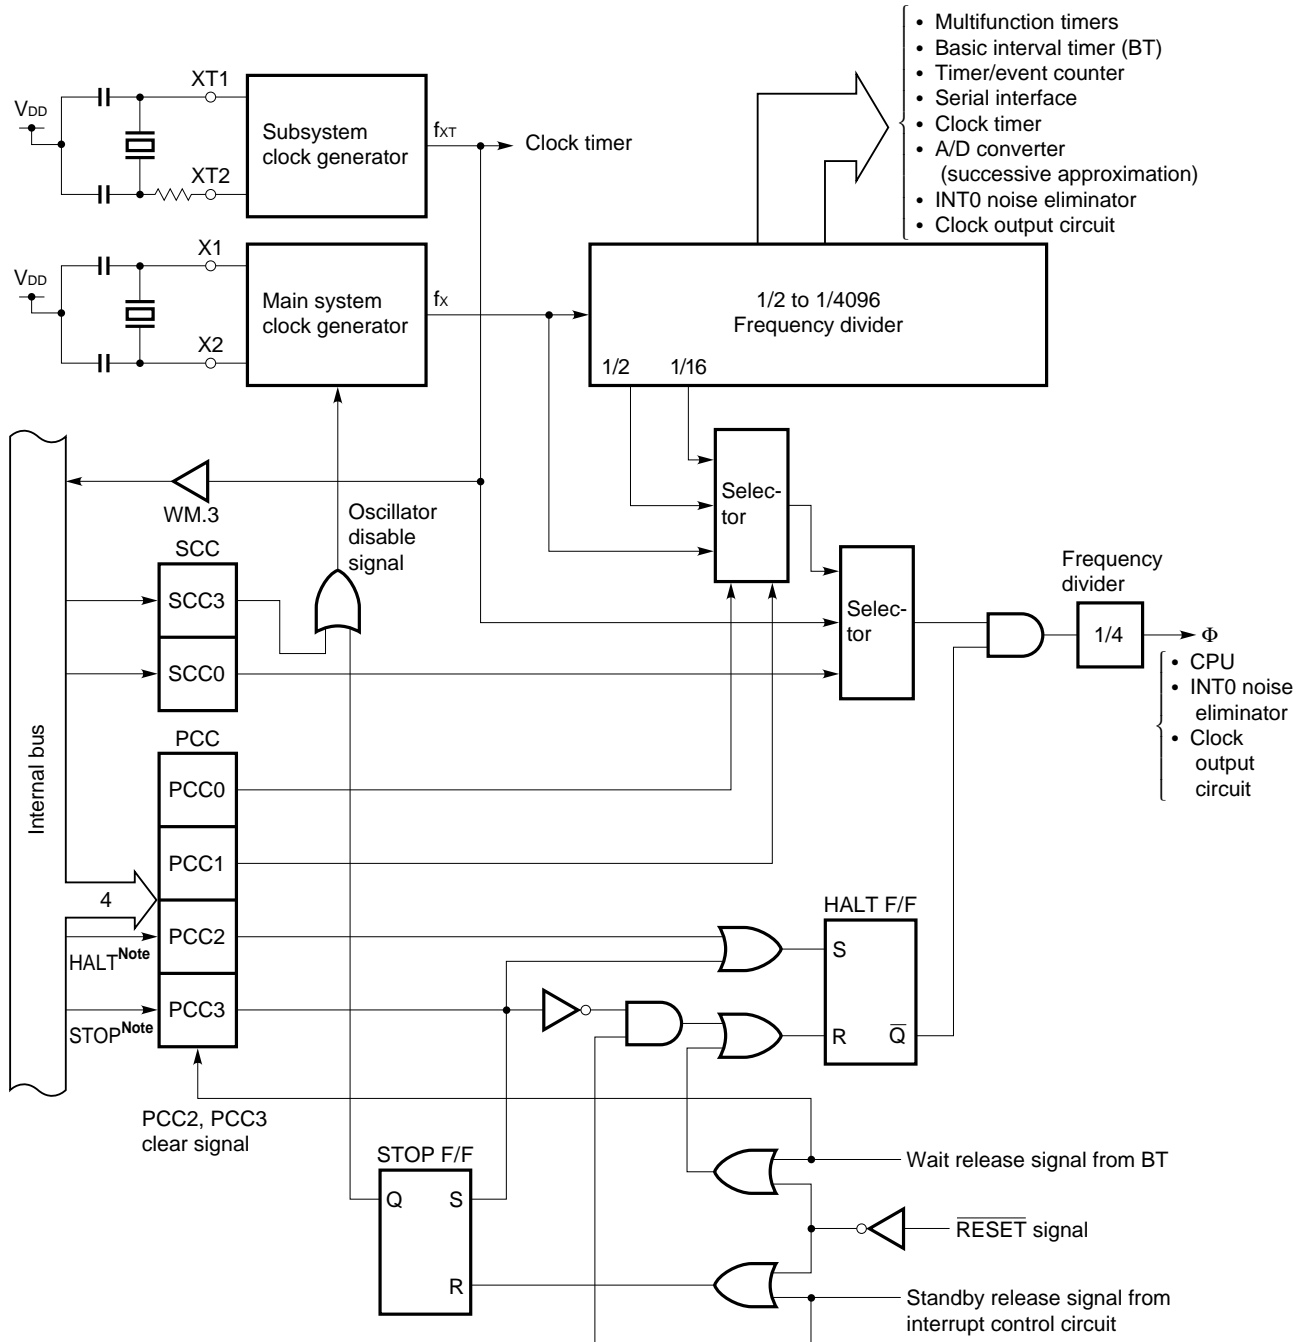 • Multifunction timers
• Basic interval timer (BT)
• Timer/event counter
• Serial interface
• Clock timer
• A/D converter
(successive approximation)
• INT0 noise eliminator
• Clock output circuit
VDD
XT1
XT2
Subsystem
clock generator
fXT
Clock timer
VDD
X1
X2
Main system
clock generator
fX
1/2 to 1/4096
Frequency divider
1/2
1/16
Selec-
tor
WM.3
Oscillator
disable
signal
SCC
SCC3
SCC0
Selec-
tor
Frequency
divider
1/4
Φ
• CPU
• INT0 noise
eliminator
• Clock
output
circuit
Internal bus
PCC
PCC0
PCC1
4
PCC2
HALTNote
PCC3
STOPNote
HALT F/F
S
R
Q̅
PCC2, PCC3
clear signal
STOP F/F
Q
S
R
Wait release signal from BT
R̅E̅S̅E̅T̅ signal
Standby release signal from
interrupt control circuit